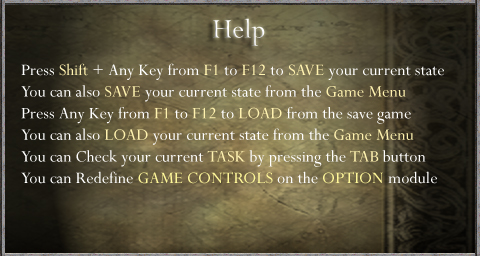 Help
Press Shift + Any Key from F1 to F12 to SAVE your current state
You can also SAVE your current state from the Game Menu
Press Any Key from F1 to F12 to LOAD from the save game
You can also LOAD your current state from the Game Menu
You can Check your current TASK by pressing the TAB button
You can Redefine GAME CONTROLS on the OPTION module